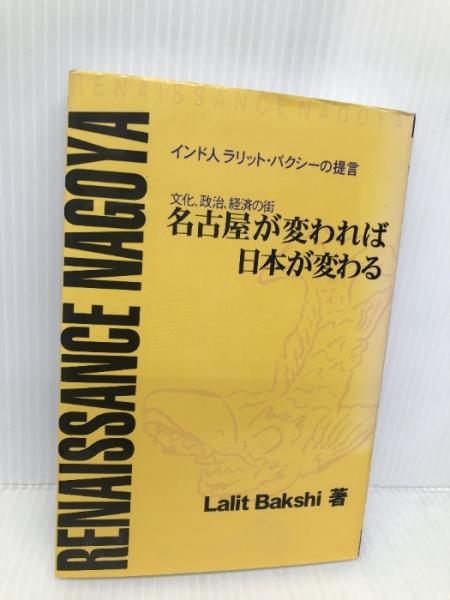 RENAISSANCE NAGOYA
RENAISSANCE NAGOYA
インド人 ラリット・バクシーの提言
文化、政治、経済の街
名古屋が変われば
日本が変わる
Lalit Bakshi 著